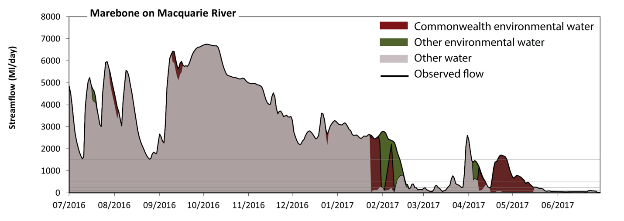 Marebone on Macquarie River
Streamflow (Ml/day)
8000
7000
6000
5000
4000
3000
2000
1000
0
Commonwealth environmental water
Other environmental water
Other water
Observed flow
07/2016 08/2016 09/2016 10/2016 11/2016 12/2016 01/2017 02/2017 03/2017 04/2017 05/2017 06/2017